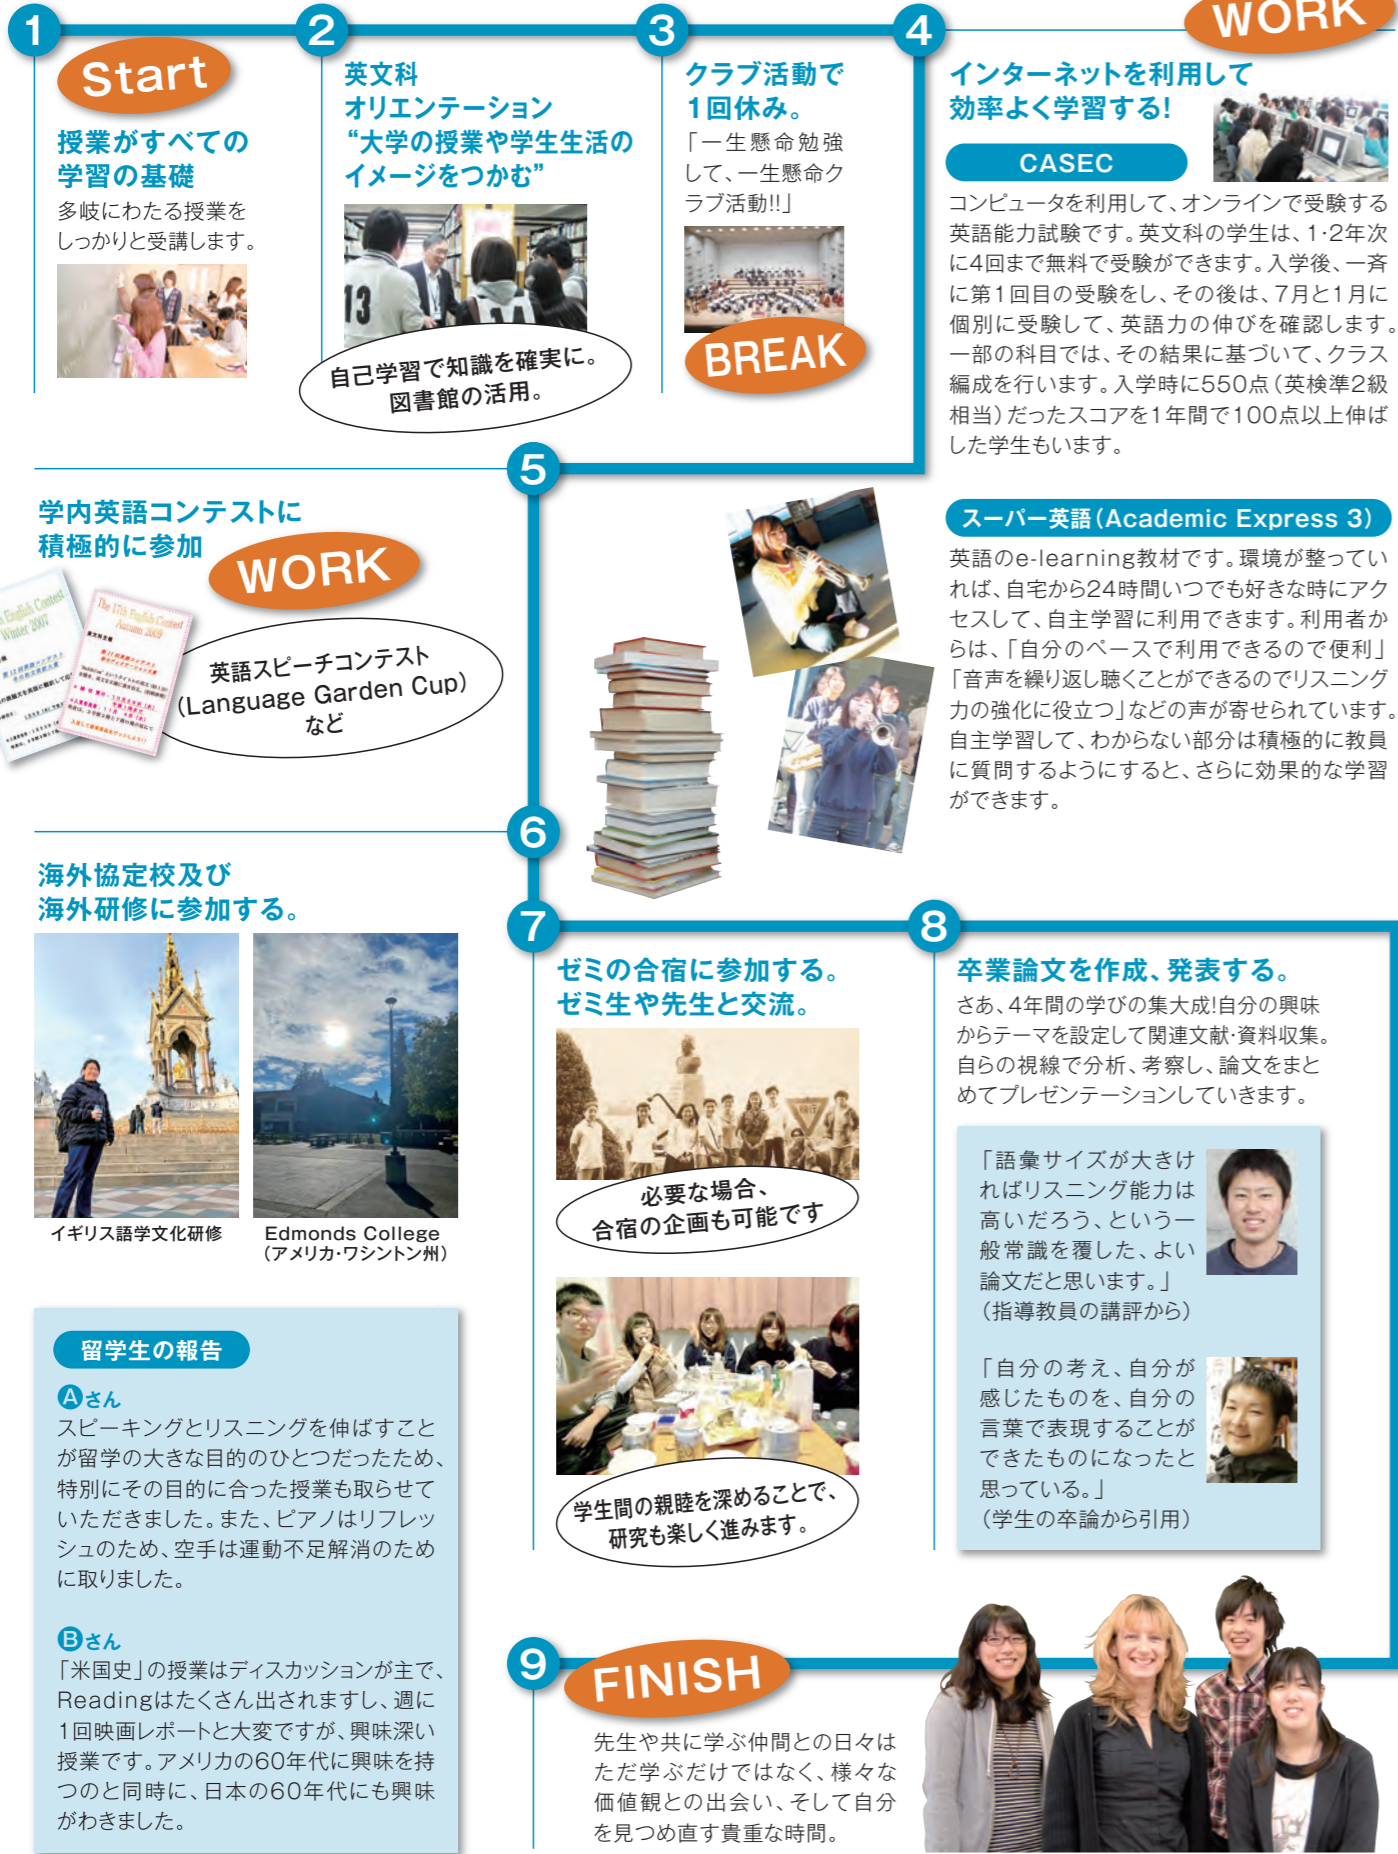 1
Start
授業がすべての
学習の基礎
多岐にわたる授業を
しっかりと受講します。
2
英文科
オリエンテーション
“大学の授業や学生生活の
イメージをつかむ”
13
14
自己学習で知識を確実に。
図書館の活用。
3
クラブ活動で
1回休み。
「一生懸命勉強
して、一生懸命ク
ラブ活動!!」
BREAK
4
WORK
インターネットを利用して
効率よく学習する!
CASEC
コンピュータを利用して、オンラインで受験する
英語能力試験です。英文科の学生は、1・2年次
に4回まで無料で受験ができます。入学後、一斉
に第1回目の受験をし、その後は、7月と1月に
個別に受験して、英語力の伸びを確認します。
一部の科目では、その結果に基づいて、クラス
編成を行います。入学時に550点(英検準2級
相当)だったスコアを1年間で100点以上伸ば
した学生もいます。
スーパー英語(Academic Express 3)
英語のe-learning教材です。環境が整ってい
れば、自宅から24時間いつでも好きな時にアク
セスして、自主学習に利用できます。利用者か
らは、「自分のペースで利用できるので便利」
「音声を繰り返し聴くことができるのでリスニング
力の強化に役立つ」などの声が寄せられています。
自主学習して、わからない部分は積極的に教員
に質問するようにすると、さらに効果的な学習
ができます。
5
学内英語コンテストに
積極的に参加
WORK
English Contest
Winter 2007
The 17th English Contest
Autumn 2009
英語スピーチコンテスト
(Language Garden Cup)
など
6
海外協定校及び
海外研修に参加する。
イギリス語学文化研修
Edmonds College
(アメリカ・ワシントン州)
留学生の報告
Aさん
スピーキングとリスニングを伸ばすこと
が留学の大きな目的のひとつだったため、
特別にその目的に合った授業も取らせて
いただきました。また、ピアノはリフレッ
シュのため、空手は運動不足解消のため
に取りました。
Bさん
「米国史」の授業はディスカッションが主で、
Readingはたくさん出されますし、週に
1回映画レポートと大変ですが、興味深い
授業です。アメリカの60年代に興味を持
つのと同時に、日本の60年代にも興味
がわきました。
7
ゼミの合宿に参加する。
ゼミ生や先生と交流。
必要な場合、
合宿の企画も可能です
学生間の親睦を深めることで、
研究も楽しく進みます。
8
卒業論文を作成、発表する。
さあ、4年間の学びの集大成!自分の興味
からテーマを設定して関連文献・資料収集。
自らの視線で分析、考察し、論文をまと
めてプレゼンテーションしていきます。
「語彙サイズが大きけ
ればリスニング能力は
高いだろう、という一
般常識を覆した、よい
論文だと思います。」
(指導教員の講評から)
「自分の考え、自分が
感じたものを、自分の
言葉で表現することが
できたものになったと
思っている。」
(学生の卒論から引用)
9
FINISH
先生や共に学ぶ仲間との日々は
ただ学ぶだけではなく、様々な
価値観との出会い、そして自分
を見つめ直す貴重な時間。